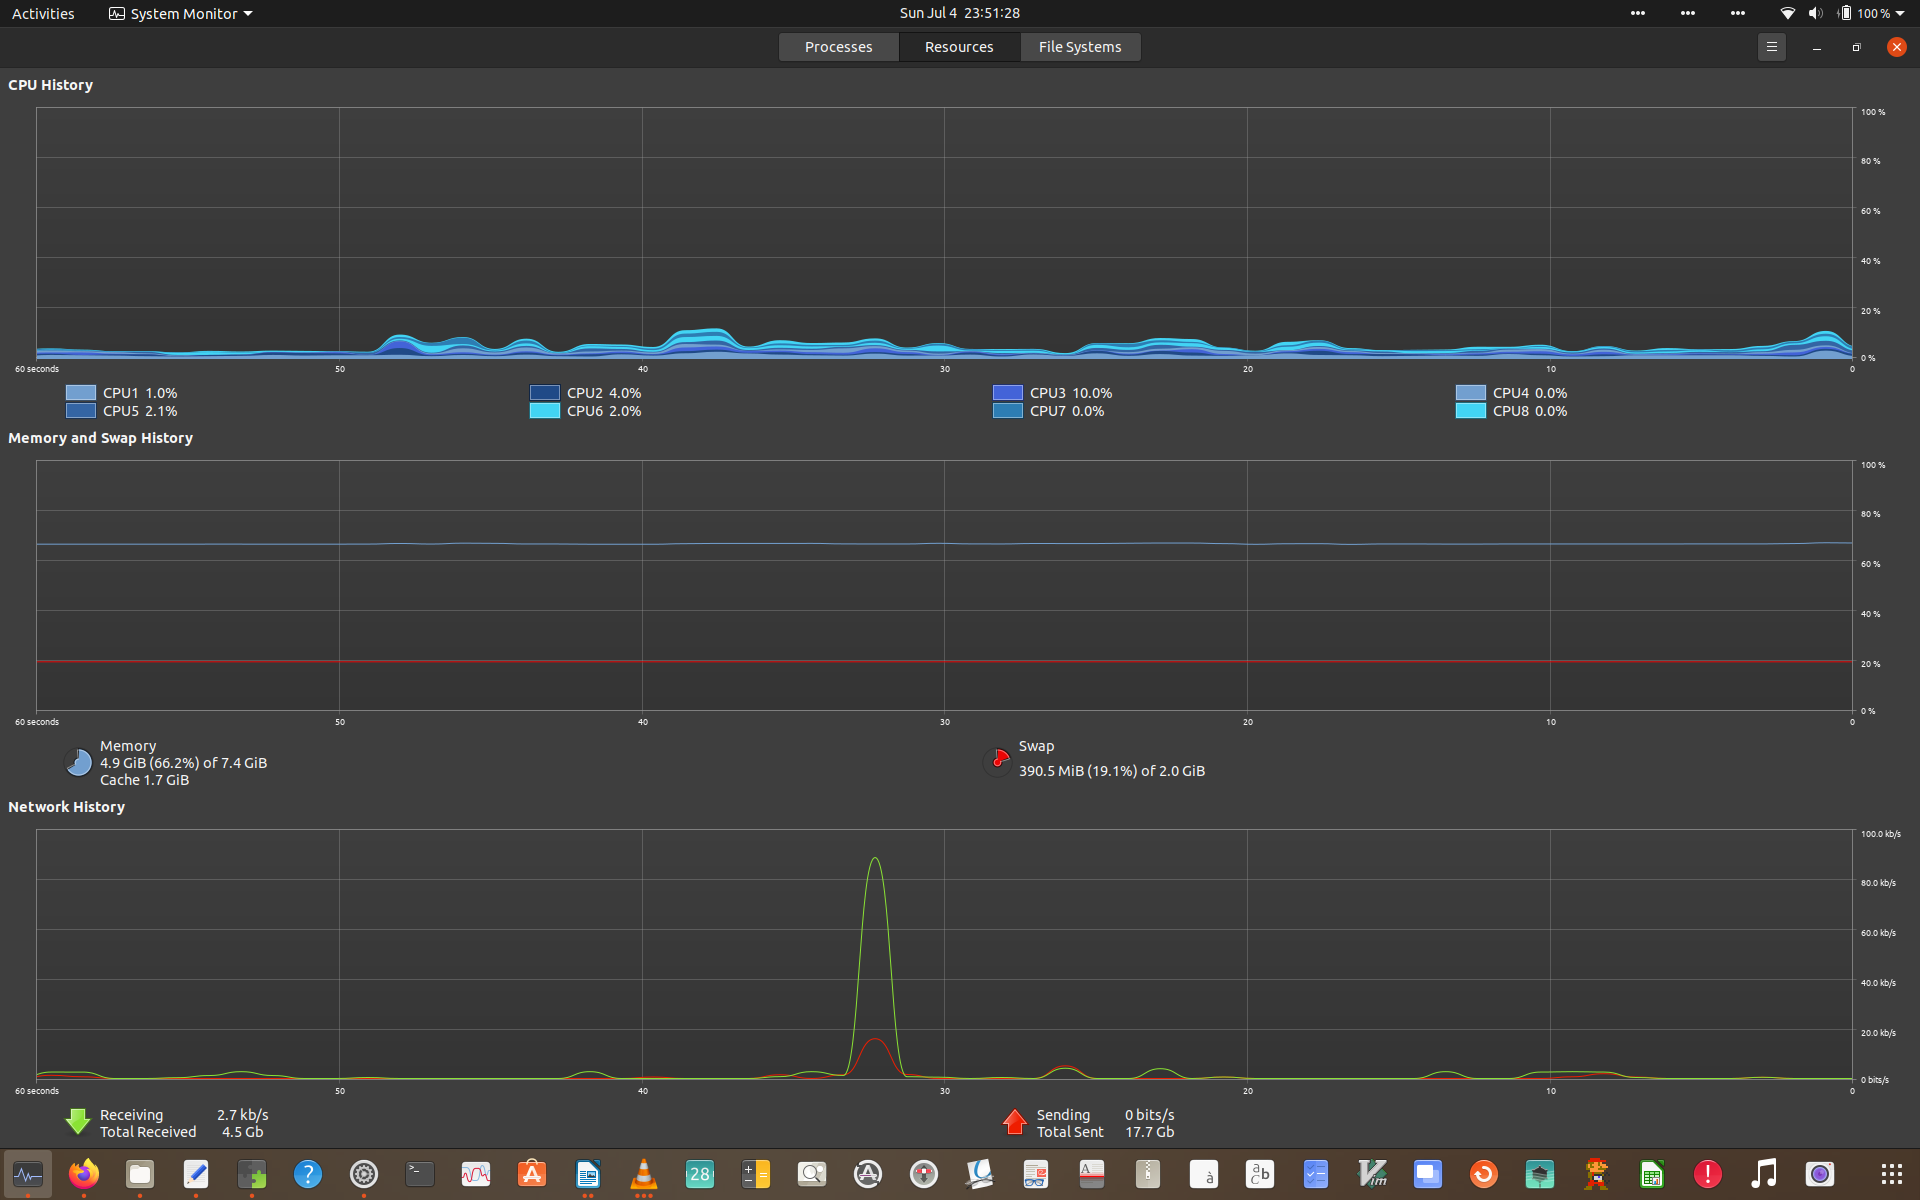 Activities System Monitor Sun Jul 4 23:51:28 100 %
Processes Resources File Systems
CPU History
100 %
80 %
60 %
40 %
20 %
0 %
60 seconds 50 40 30 20 10 0
CPU1 1.0% CPU2 4.0% CPU3 10.0% CPU4 0.0%
CPU5 2.1% CPU6 2.0% CPU7 0.0% CPU8 0.0%
Memory and Swap History
100 %
80 %
60 %
40 %
20 %
0 %
60 seconds 50 40 30 20 10 0
Memory Swap
4.9 GiB (66.2%) of 7.4 GiB 390.5 MiB (19.1%) of 2.0 GiB
Cache 1.7 GiB
Network History
100.0 kb/s
80.0 kb/s
60.0 kb/s
40.0 kb/s
20.0 kb/s
0 bits/s
60 seconds 50 40 30 20 10 0
Receiving 2.7 kb/s Sending 0 bits/s
Total Received 4.5 Gb Total Sent 17.7 Gb
? >_ A 28 A A à a b c Vim !